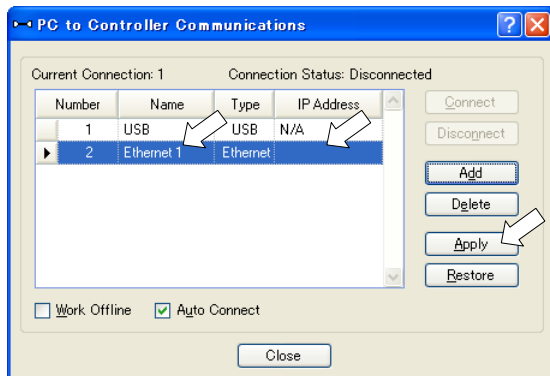 PC to Controller Communications
Current Connection: 1 Connection Status: Disconnected
Number Name Type IP Address
1 USB USB N/A
2 Ethernet 1 Ethernet
Connect
Disconnect
Add
Delete
Apply
Restore
Work Offline Auto Connect
Close